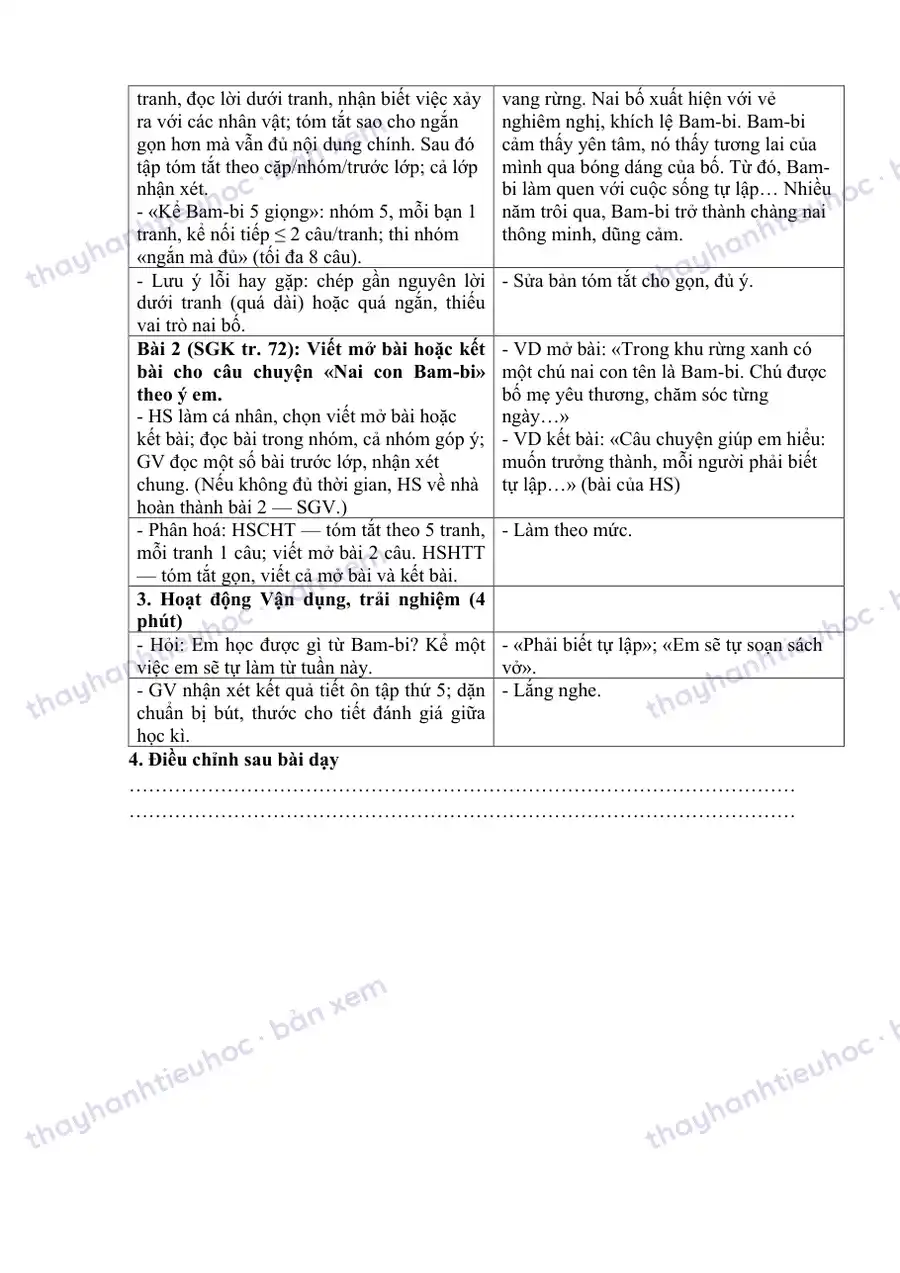 tranh, đọc lời dưới tranh, nhận biết việc xảy
ra với các nhân vật; tóm tắt sao cho ngắn
gọn hơn mà vẫn đủ nội dung chính. Sau đó
tập tóm tắt theo cặp/nhóm/trước lớp; cả lớp
nhận xét.
- «Kể Bam-bi 5 giọng»: nhóm 5, mỗi bạn 1
tranh, kể nối tiếp ≤ 2 câu/tranh; thi nhóm
«ngắn mà đủ» (tối đa 8 câu).
vang rừng. Nai bố xuất hiện với vẻ
nghiêm nghị, khích lệ Bam-bi. Bam-bi
cảm thấy yên tâm, nó thấy tương lai của
mình qua bóng dáng của bố. Từ đó, Bam-
bi làm quen với cuộc sống tự lập… Nhiều
năm trôi qua, Bam-bi trở thành chàng nai
thông minh, dũng cảm.
- Lưu ý lỗi hay gặp: chép gần nguyên lời
dưới tranh (quá dài) hoặc quá ngắn, thiếu
vai trò nai bố.
- Sửa bản tóm tắt cho gọn, đủ ý.
Bài 2 (SGK tr. 72): Viết mở bài hoặc kết
bài cho câu chuyện «Nai con Bam-bi»
theo ý em.
- HS làm cá nhân, chọn viết mở bài hoặc
kết bài; đọc bài trong nhóm, cả nhóm góp ý;
GV đọc một số bài trước lớp, nhận xét
chung. (Nếu không đủ thời gian, HS về nhà
hoàn thành bài 2 — SGV.)
- VD mở bài: «Trong khu rừng xanh có
một chú nai con tên là Bam-bi. Chú được
bố mẹ yêu thương, chăm sóc từng
ngày…»
- VD kết bài: «Câu chuyện giúp em hiểu:
muốn trưởng thành, mỗi người phải biết
tự lập…» (bài của HS)
- Phân hoá: HSCHT — tóm tắt theo 5 tranh,
mỗi tranh 1 câu; viết mở bài 2 câu. HSHTT
— tóm tắt gọn, viết cả mở bài và kết bài.
- Làm theo mức.
3. Hoạt động Vận dụng, trải nghiệm (4
phút)
- Hỏi: Em học được gì từ Bam-bi? Kể một
việc em sẽ tự làm từ tuần này.
- «Phải biết tự lập»; «Em sẽ tự soạn sách
vở».
- GV nhận xét kết quả tiết ôn tập thứ 5; dặn
chuẩn bị bút, thước cho tiết đánh giá giữa
học kì.
- Lắng nghe.
4. Điều chỉnh sau bài dạy
……………………………………………………………………………………………
……………………………………………………………………………………………
thayhanhtieuhoc · bản xem
thayhanhtieuhoc · b
thayhanhtieuhoc · bản xem
thayhanhtieuhoc · b
thayhanhtieuhoc · bản xem
thayhanhtieuhoc · b